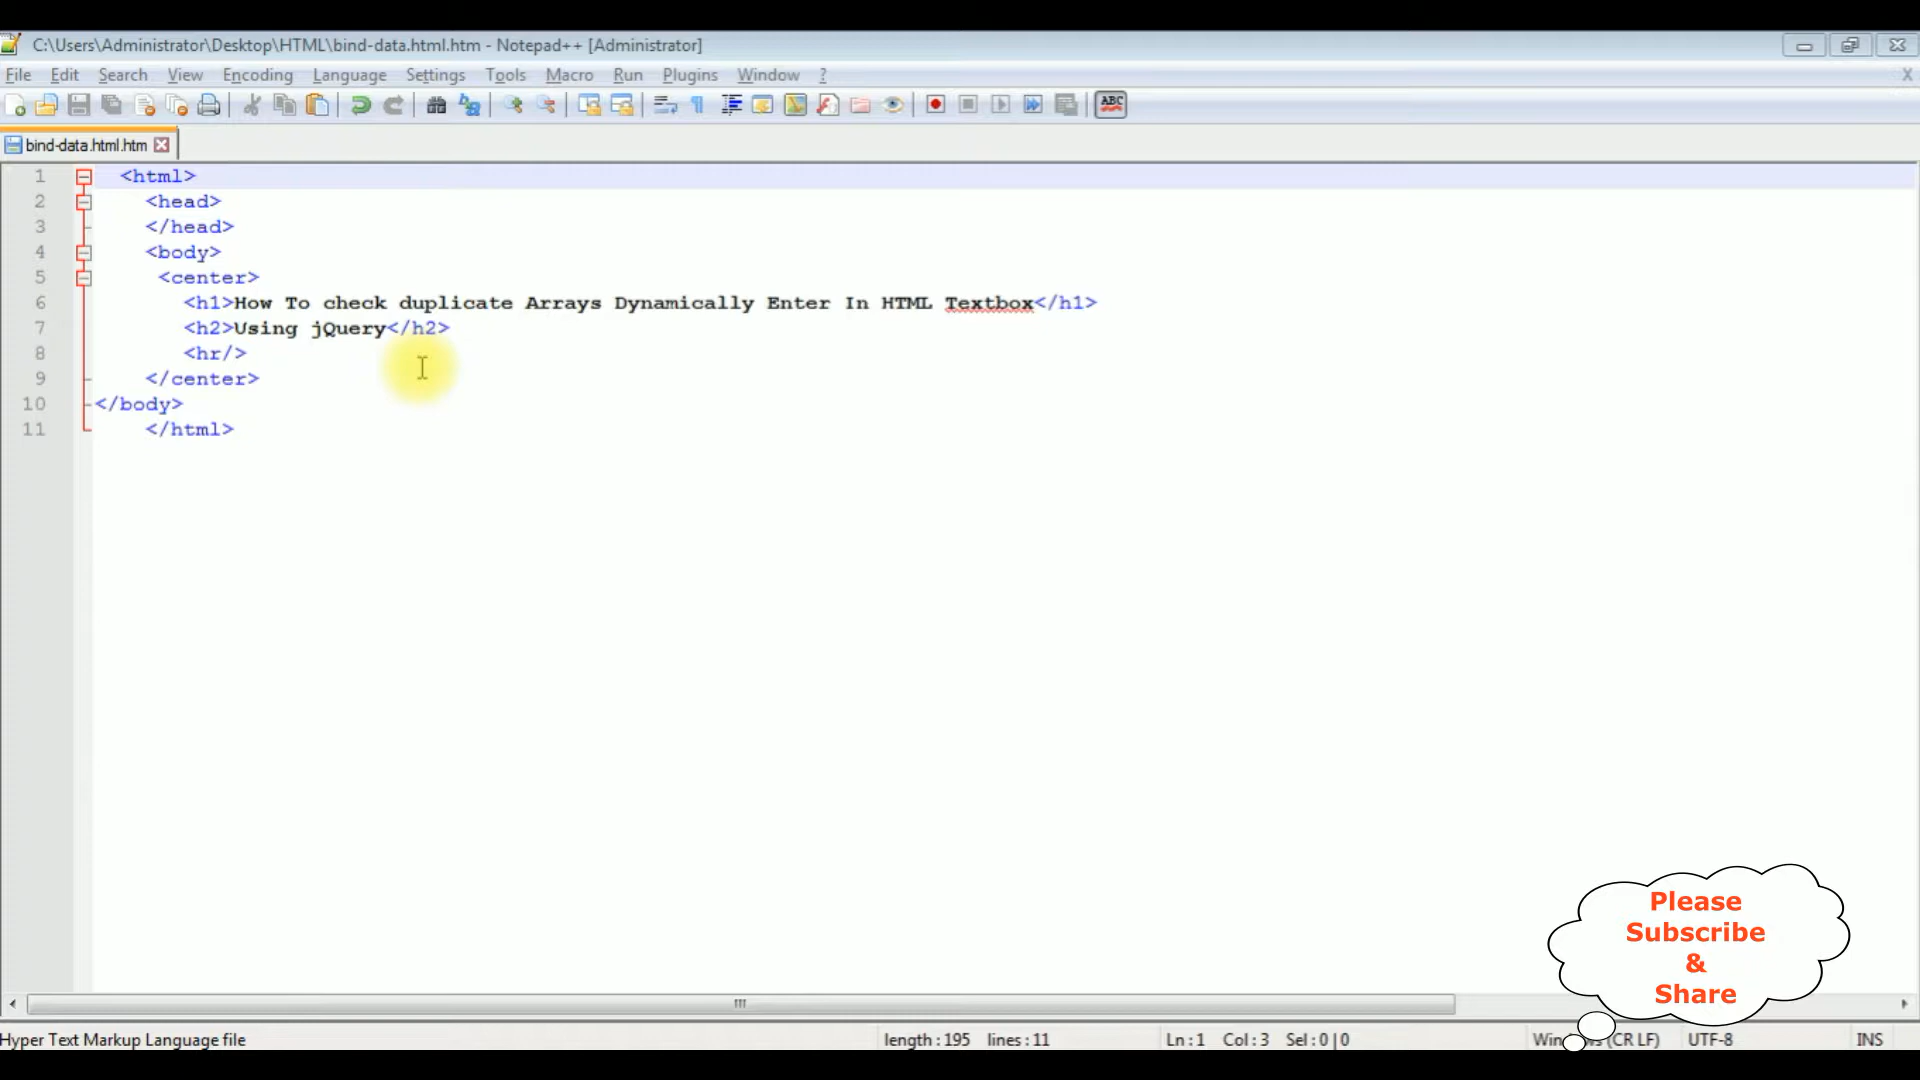 C:\Users\Administrator\Desktop\HTML\bind-data.html.htm - Notepad++ [Administrator]
File Edit Search View Encoding Language Settings Tools Macro Run Plugins Window ? X
ABC
bind-data.html.htm
1 <html>
2 <head>
3 </head>
4 <body>
5 <center>
6 <h1>How To check duplicate Arrays Dynamically Enter In HTML Textbox</h1>
7 <h2>Using jQuery</h2>
8 <hr/>
9 </center>
10 </body>
11 </html>
Please
Subscribe
&
Share
Hyper Text Markup Language file length : 195 lines : 11 Ln : 1 Col : 3 Sel : 0 | 0 (CR LF) UTF-8 INS